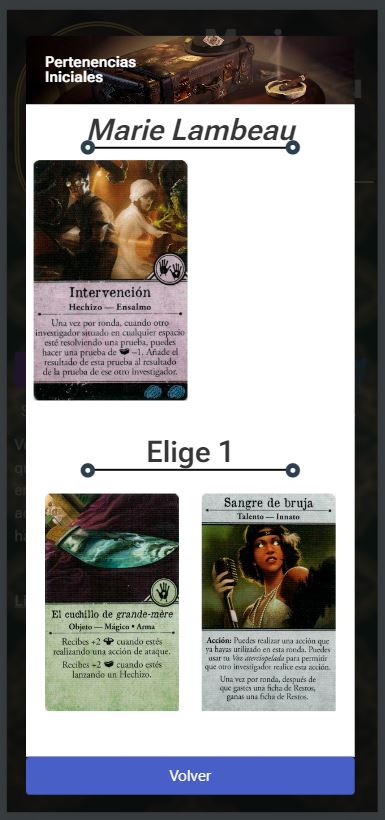 Pertenencias
Iniciales
Marie Lambeau
Intervención
Hechizo — Ensalmo
Una vez por ronda, cuando otro
investigador situado en cualquier espacio
esté resolviendo una prueba, puedes
hacer una prueba de –1. Añade el
resultado de esta prueba al resultado
de la prueba de ese otro investigador.
Elige 1
El cuchillo de grande-mère
Objeto — Mágico • Arma
Recibes +2 cuando estés
realizando una acción de ataque.
Recibes +2 cuando estés
lanzando un Hechizo.
Sangre de bruja
Talento — Innato
Acción: Puedes realizar una acción que
ya hayas utilizado en esta ronda. Puedes
usar tu Voz aterciopelada para permitir
que otro investigador realice esta acción.
Una vez por ronda, después de
que gastes una ficha de Restos,
ganas una ficha de Restos.
Volver